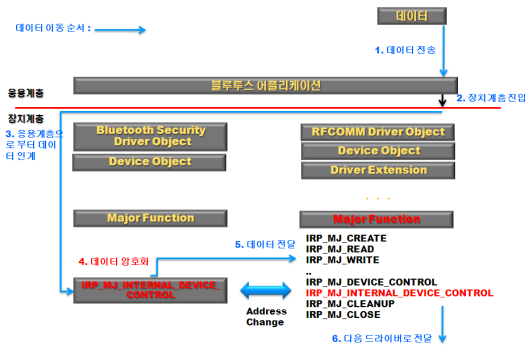 데이터 이동 순서 :
데이터
1. 데이터 전송
블루투스 어플리케이션
응용계층
2. 장치계층진입
장치계층
3. 응용계층으
로 부터 데이
터 인계
Bluetooth Security
Driver Object
Device Object
RFCOMM Driver Object
Device Object
Driver Extension
. . .
Major Function
Major Function
IRP_MJ_CREATE
IRP_MJ_READ
IRP_MJ_WRITE
..
IRP_MJ_DEVICE_CONTROL
IRP_MJ_INTERNAL_DEVICE_CONTROL
IRP_MJ_CLEANUP
IRP_MJ_CLOSE
5. 데이터 전달
4. 데이터 암호화
IRP_MJ_INTERNAL_DEVICE_
CONTROL
Address
Change
6. 다음 드라이버로 전달